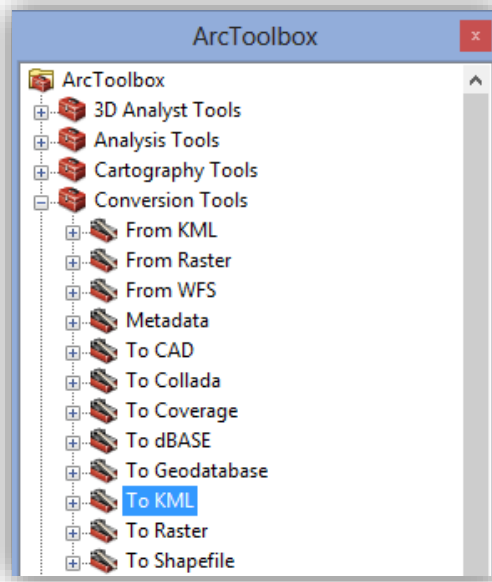 ArcToolbox
x
ArcToolbox
3D Analyst Tools
Analysis Tools
Cartography Tools
Conversion Tools
From KML
From Raster
From WFS
Metadata
To CAD
To Collada
To Coverage
To dBASE
To Geodatabase
To KML
To Raster
To Shapefile